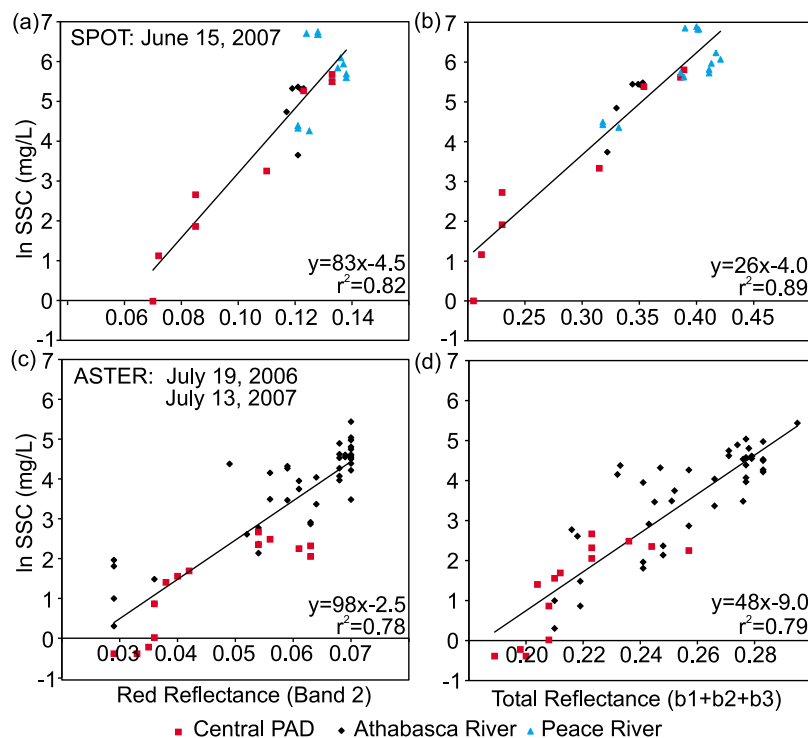 (a)
7
6
5
4
3
2
1
0
-1
SPOT: June 15, 2007
ln SSC (mg/L)
y=83x-4.5
r²=0.82
0.06 0.08 0.10 0.12 0.14
(b)
7
6
5
4
3
2
1
0
-1
y=26x-4.0
r²=0.89
0.25 0.30 0.35 0.40 0.45
(c)
7
6
5
4
3
2
1
0
-1
ASTER: July 19, 2006
July 13, 2007
ln SSC (mg/L)
y=98x-2.5
r²=0.78
0.03 0.04 0.05 0.06 0.07
Red Reflectance (Band 2)
(d)
7
6
5
4
3
2
1
0
-1
y=48x-9.0
r²=0.79
0.20 0.22 0.24 0.26 0.28
Total Reflectance (b1+b2+b3)
Central PAD Athabasca River Peace River